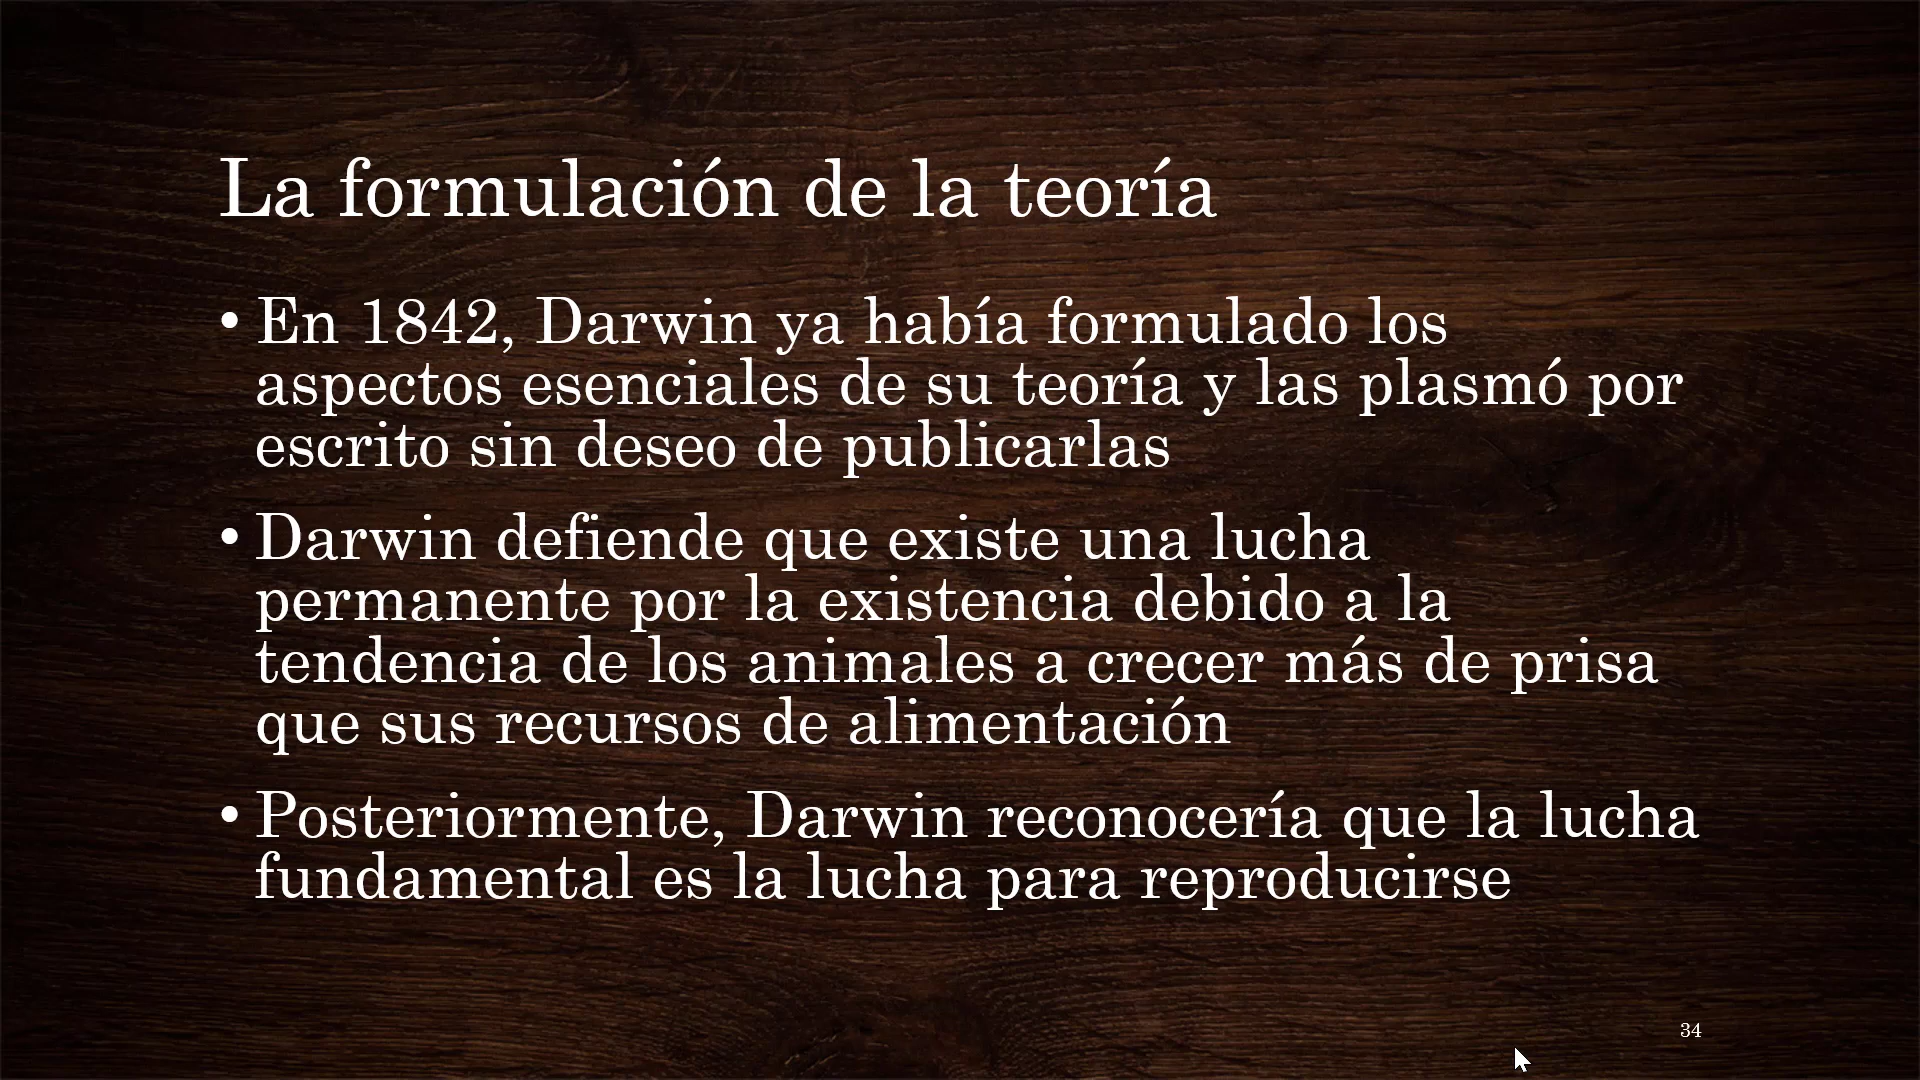 La formulación de la teoría
• En 1842, Darwin ya había formulado los
aspectos esenciales de su teoría y las plasmó por
escrito sin deseo de publicarlas
• Darwin defiende que existe una lucha
permanente por la existencia debido a la
tendencia de los animales a crecer más de prisa
que sus recursos de alimentación
• Posteriormente, Darwin reconocería que la lucha
fundamental es la lucha para reproducirse
34